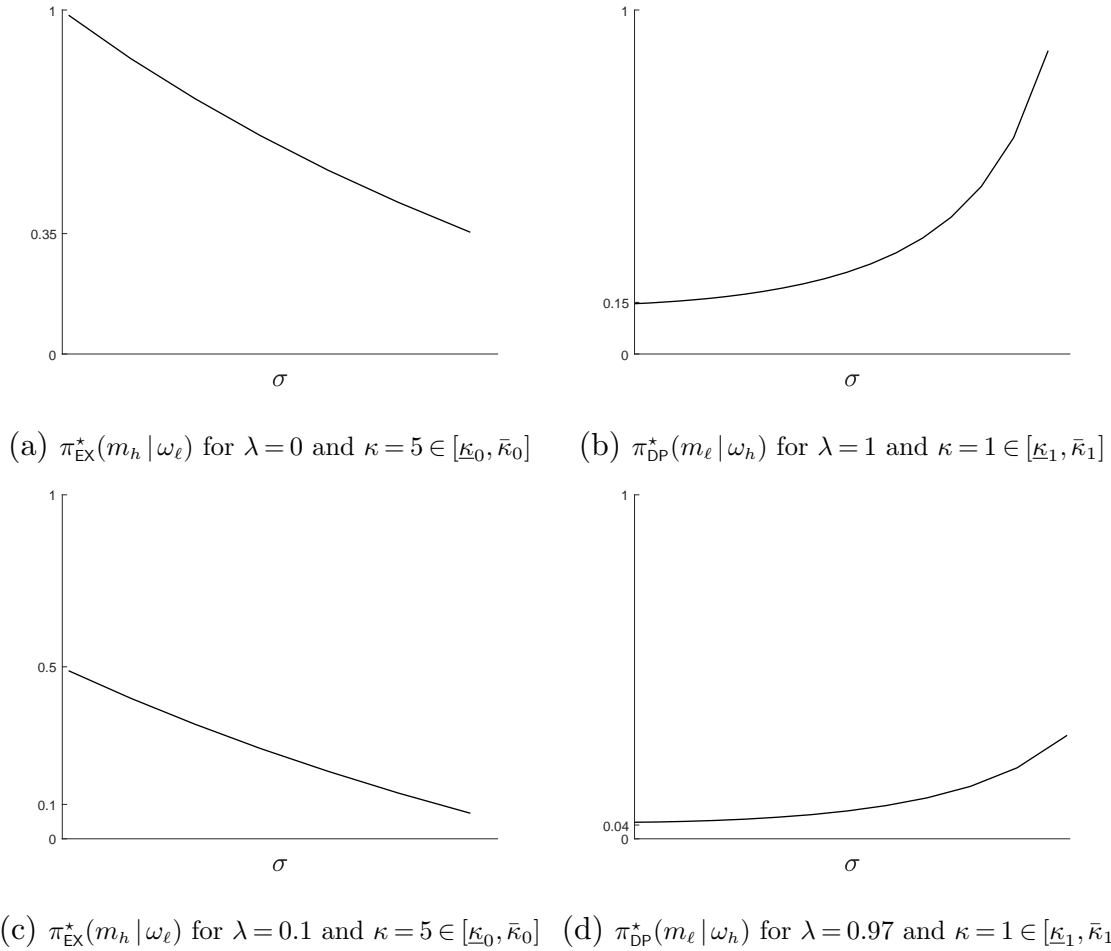 1
0.35
0
σ
1
0.15
0
σ
(a) π⋆EX(mh | ωℓ) for λ = 0 and κ = 5 ∈ [κ0, κ̄0]
(b) π⋆DP(mℓ | ωh) for λ = 1 and κ = 1 ∈ [κ1, κ̄1]
1
0.5
0.1
0
σ
1
0.04
0
σ
(c) π⋆EX(mh | ωℓ) for λ = 0.1 and κ = 5 ∈ [κ0, κ̄0]
(d) π⋆DP(mℓ | ωh) for λ = 0.97 and κ = 1 ∈ [κ1, κ̄1